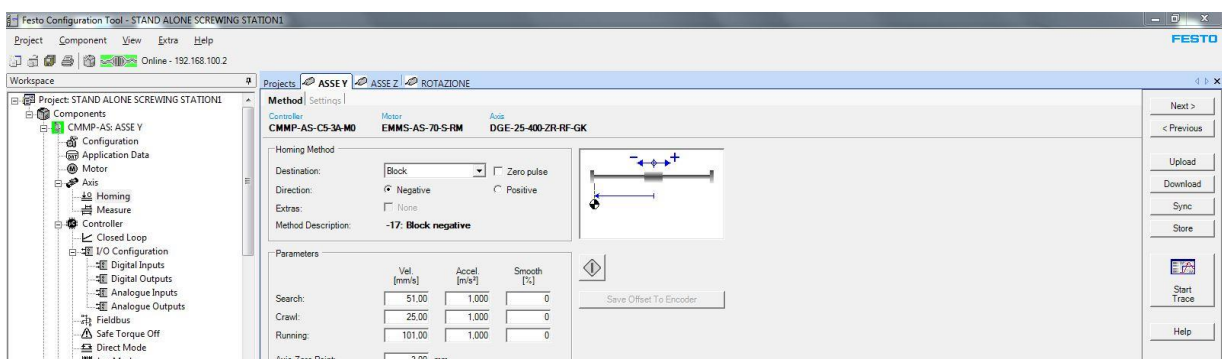 Festo Configuration Tool - STAND ALONE SCREWING STATION1
Project Component View Extra Help
FESTO
Online - 192.168.100.2
Workspace
Projects ASSE Y ASSE Z ROTAZIONE
Project: STAND ALONE SCREWING STATION1
Components
CMMP-AS: ASSE Y
Configuration
Application Data
Motor
Axis
Homing
Measure
Controller
Closed Loop
I/O Configuration
Digital Inputs
Digital Outputs
Analogue Inputs
Analogue Outputs
Fieldbus
Safe Torque Off
Direct Mode
Method Settings
Controller Motor Axis
CMMP-AS-C5-3A-M0 EMMS-AS-70-S-RM DGE-25-400-ZR-RF-GK
Homing Method
Destination: Block Zero pulse
Direction: Negative Positive
Extras: None
Method Description: -17: Block negative
- +
Parameters
Vel. Accel. Smooth
[mm/s] [m/s²] [%]
Search: 51,00 1,000 0
Crawl: 25,00 1,000 0
Running: 101,00 1,000 0
Axis Zero Point: 3,00 mm
Save Offset To Encoder
Next >
< Previous
Upload
Download
Sync
Store
Start
Trace
Help